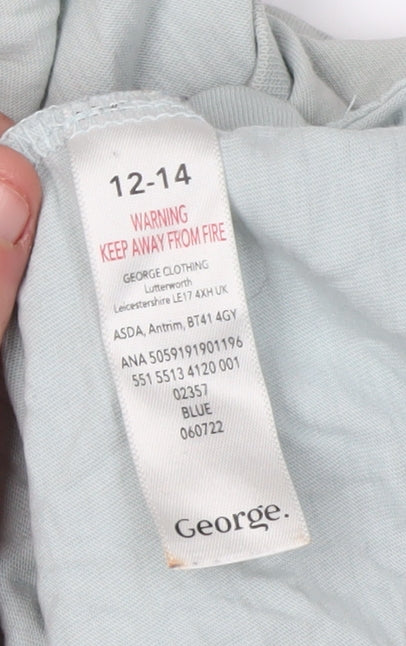 12-14
WARNING
KEEP AWAY FROM FIRE
GEORGE CLOTHING
Lutterworth
Leicestershire LE17 4XH UK
ASDA, Antrim, BT41 4GY
ANA 5059191901196
551 5513 4120 001
02357
BLUE
060722
George.